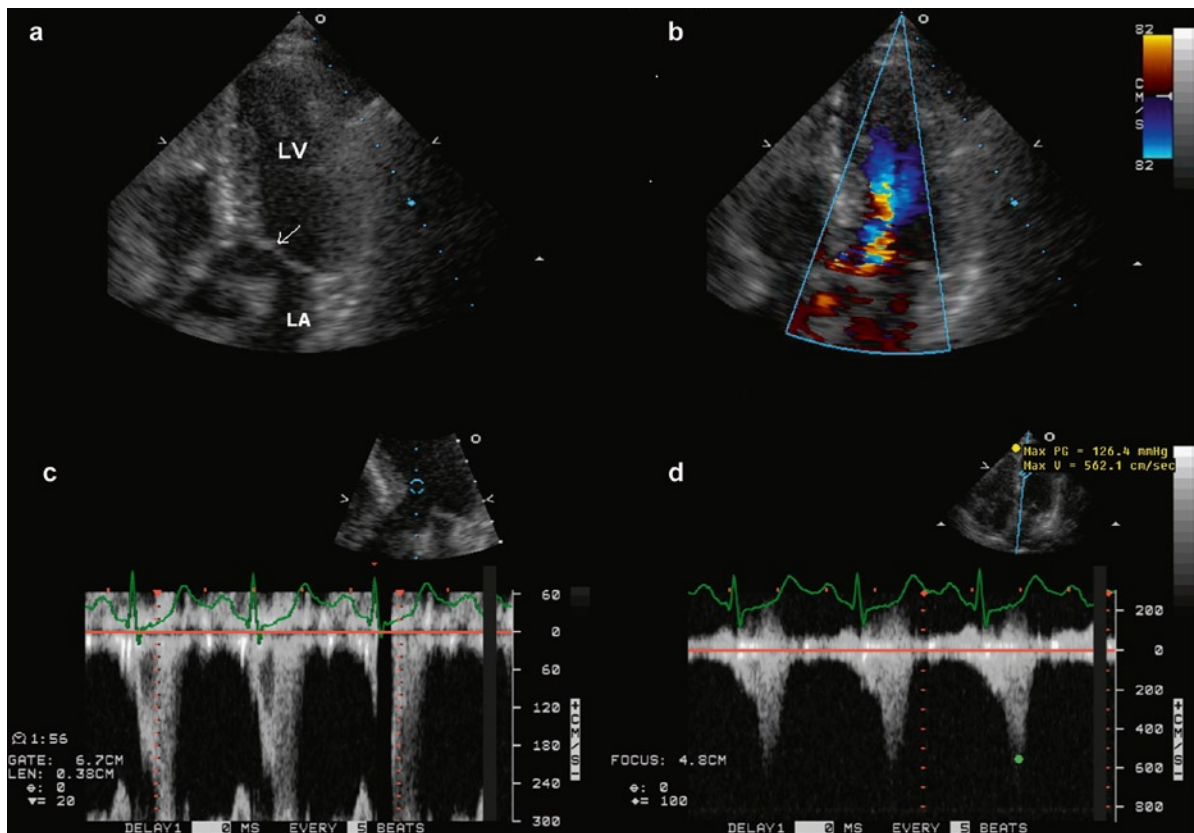 a
LV
LA
b
82
CM/S
82
c
60
0
60
120
180
240
300
+CM/S!
1:56
GATE: 6.7CM
LEN: 0.38CM
⊖: 0
▼= 20
DELAY1 0 MS EVERY 5 BEATS
d
Max PG = 126.4 mmHg
Max V = 562.1 cm/sec
200
0
200
400
600
800
+CM/S!
FOCUS: 4.8CM
⊖: 0
◆= 100
DELAY1 0 MS EVERY 5 BEATS